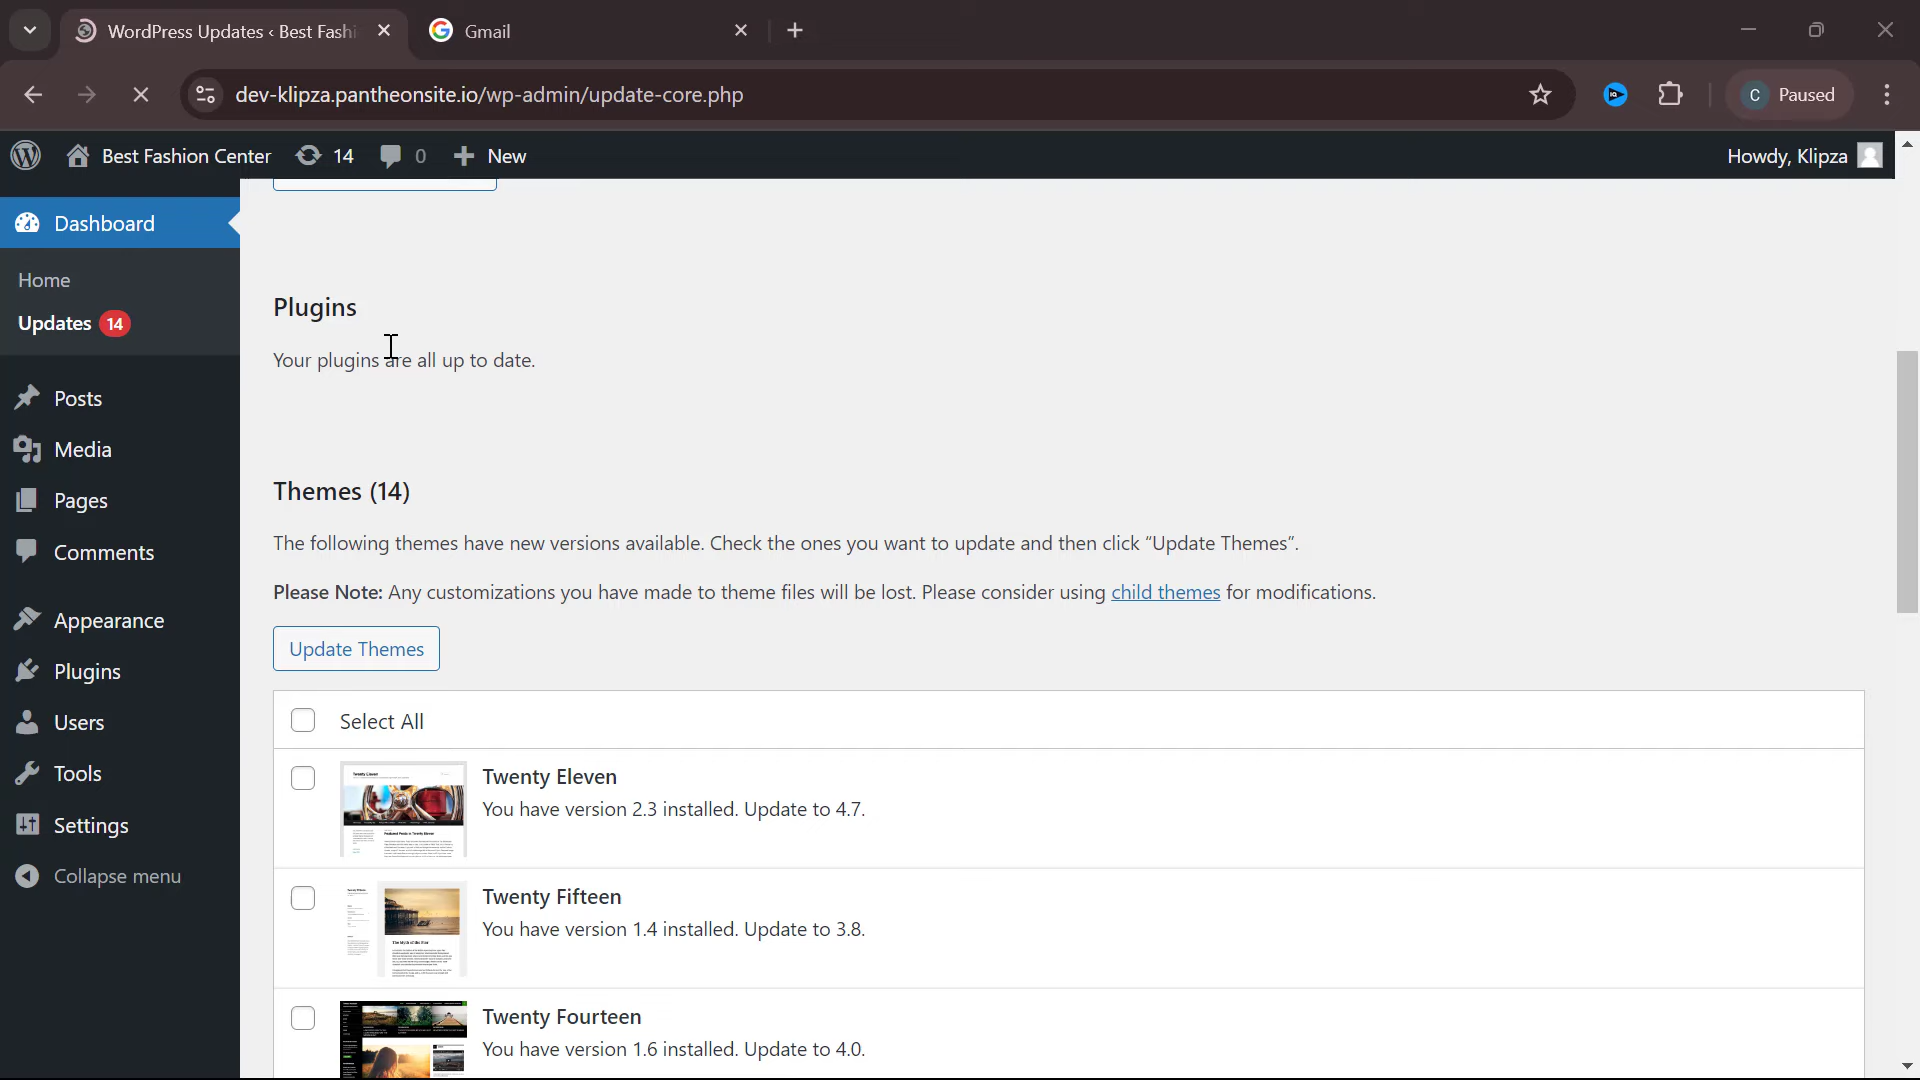 WordPress Updates ‹ Best Fashi
Gmail
dev-klipza.pantheonsite.io/wp-admin/update-core.php
C Paused
Best Fashion Center 14 0 New
Howdy, Klipza
Dashboard
Home
Updates 14
Posts
Media
Pages
Comments
Appearance
Plugins
Users
Tools
Settings
Collapse menu
Plugins
Your plugins are all up to date.
Themes (14)
The following themes have new versions available. Check the ones you want to update and then click “Update Themes”.
Please Note: Any customizations you have made to theme files will be lost. Please consider using child themes for modifications.
Update Themes
Select All
Twenty Eleven
You have version 2.3 installed. Update to 4.7.
Twenty Fifteen
You have version 1.4 installed. Update to 3.8.
Twenty Fourteen
You have version 1.6 installed. Update to 4.0.